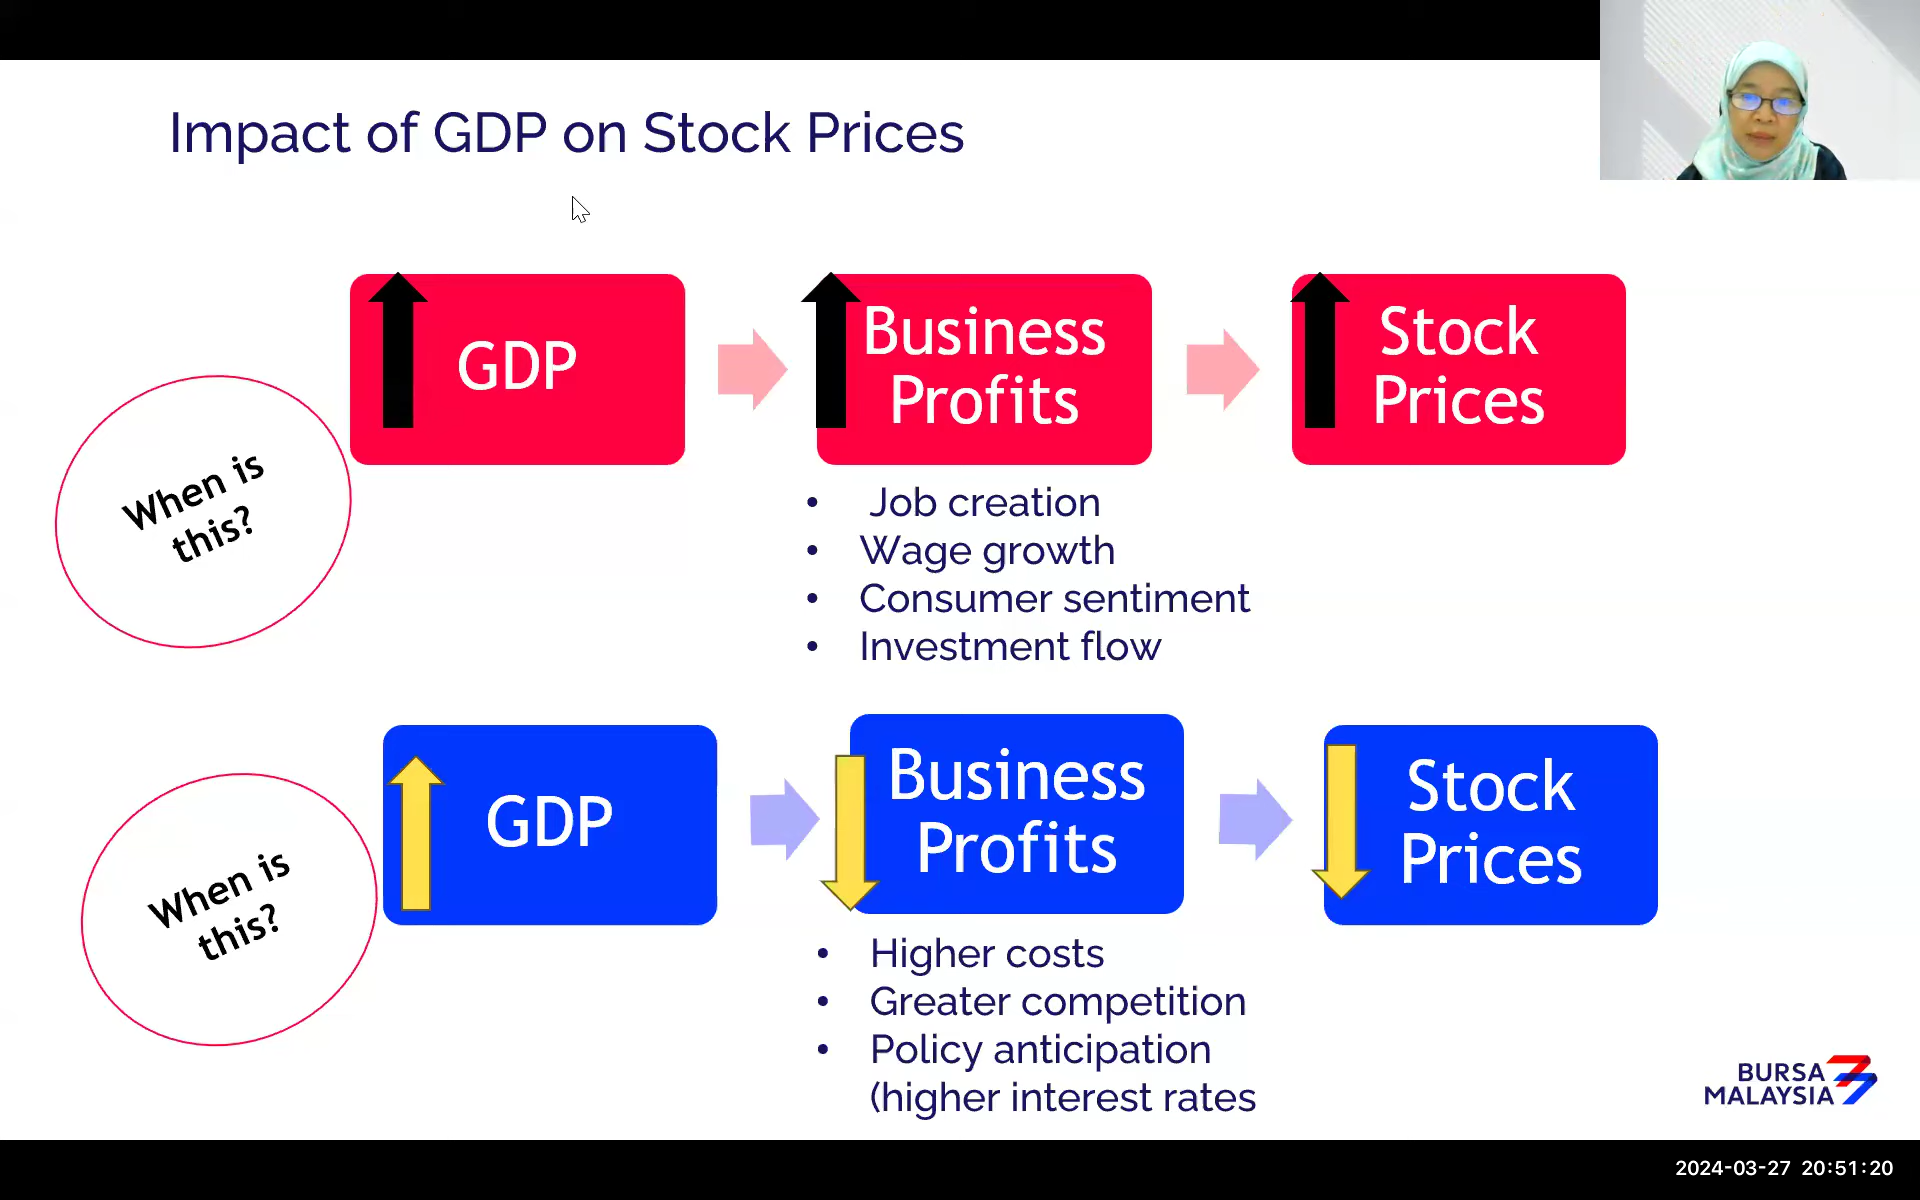 Impact of GDP on Stock Prices
GDP
Business
Profits
Stock
Prices
When is
this?
• Job creation
• Wage growth
• Consumer sentiment
• Investment flow
GDP
Business
Profits
Stock
Prices
When is
this?
• Higher costs
• Greater competition
• Policy anticipation
(higher interest rates
BURSA
MALAYSIA
2024-03-27 20:51:20